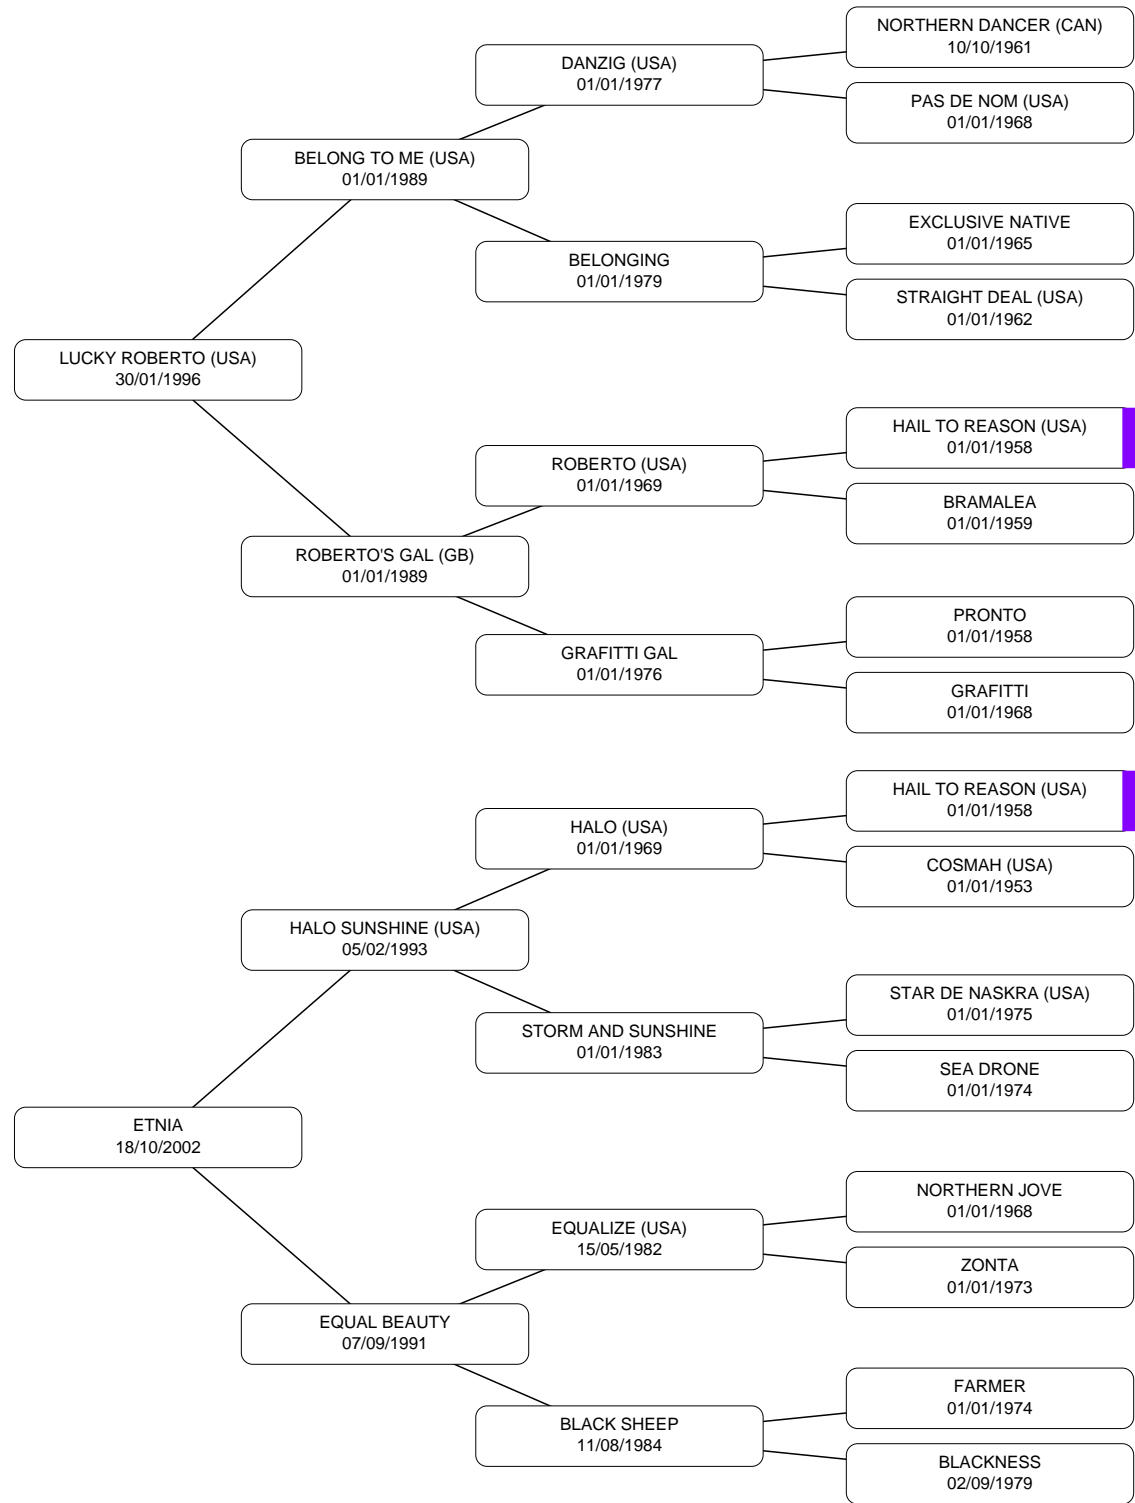 NORTHERN DANCER (CAN)
10/10/1961
DANZIG (USA)
01/01/1977
PAS DE NOM (USA)
01/01/1968
BELONG TO ME (USA)
01/01/1989
EXCLUSIVE NATIVE
01/01/1965
BELONGING
01/01/1979
STRAIGHT DEAL (USA)
01/01/1962
LUCKY ROBERTO (USA)
30/01/1996
HAIL TO REASON (USA)
01/01/1958
ROBERTO (USA)
01/01/1969
BRAMALEA
01/01/1959
ROBERTO'S GAL (GB)
01/01/1989
PRONTO
01/01/1958
GRAFITTI GAL
01/01/1976
GRAFITTI
01/01/1968
HAIL TO REASON (USA)
01/01/1958
HALO (USA)
01/01/1969
COSMAH (USA)
01/01/1953
HALO SUNSHINE (USA)
05/02/1993
STAR DE NASKRA (USA)
01/01/1975
STORM AND SUNSHINE
01/01/1983
SEA DRONE
01/01/1974
ETNIA
18/10/2002
NORTHERN JOVE
01/01/1968
EQUALIZE (USA)
15/05/1982
ZONTA
01/01/1973
EQUAL BEAUTY
07/09/1991
FARMER
01/01/1974
BLACK SHEEP
11/08/1984
BLACKNESS
02/09/1979